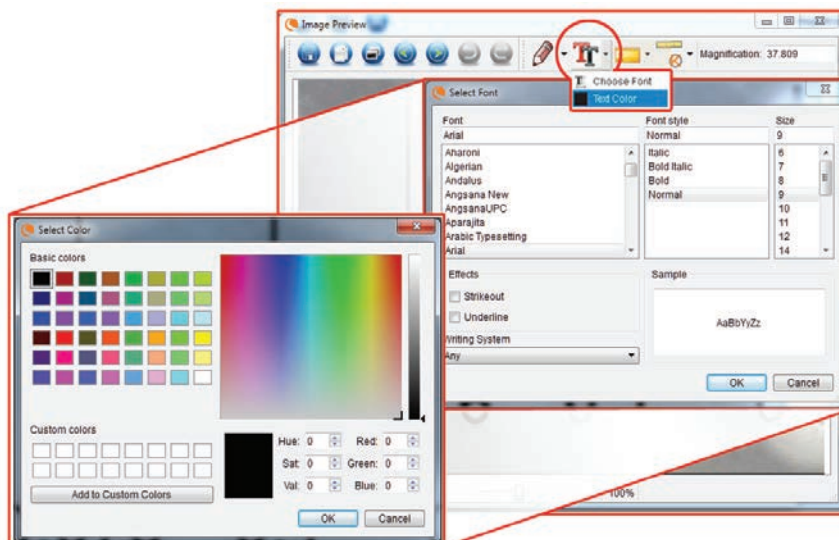 Image Preview
Magnification: 37.809
Choose Font
Text Color
Select Font
Font
Font style
Size
Arial
Normal
9
Aharoni
Algerian
Andalus
Angsana New
AngsanaUPC
Aparajita
Arabic Typesetting
Arial
Italic
Bold Italic
Bold
Normal
6
7
8
9
10
11
12
14
Effects
Strikeout
Underline
Writing System
Any
Sample
AaBbYyZz
OK
Cancel
Select Color
Basic colors
Custom colors
Add to Custom Colors
Hue: 0
Red: 0
Sat: 0
Green: 0
Val: 0
Blue: 0
OK
Cancel
100%